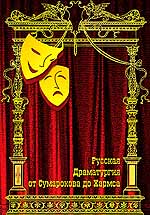 Русская
Драматургия
от Сумарокова до Хармса